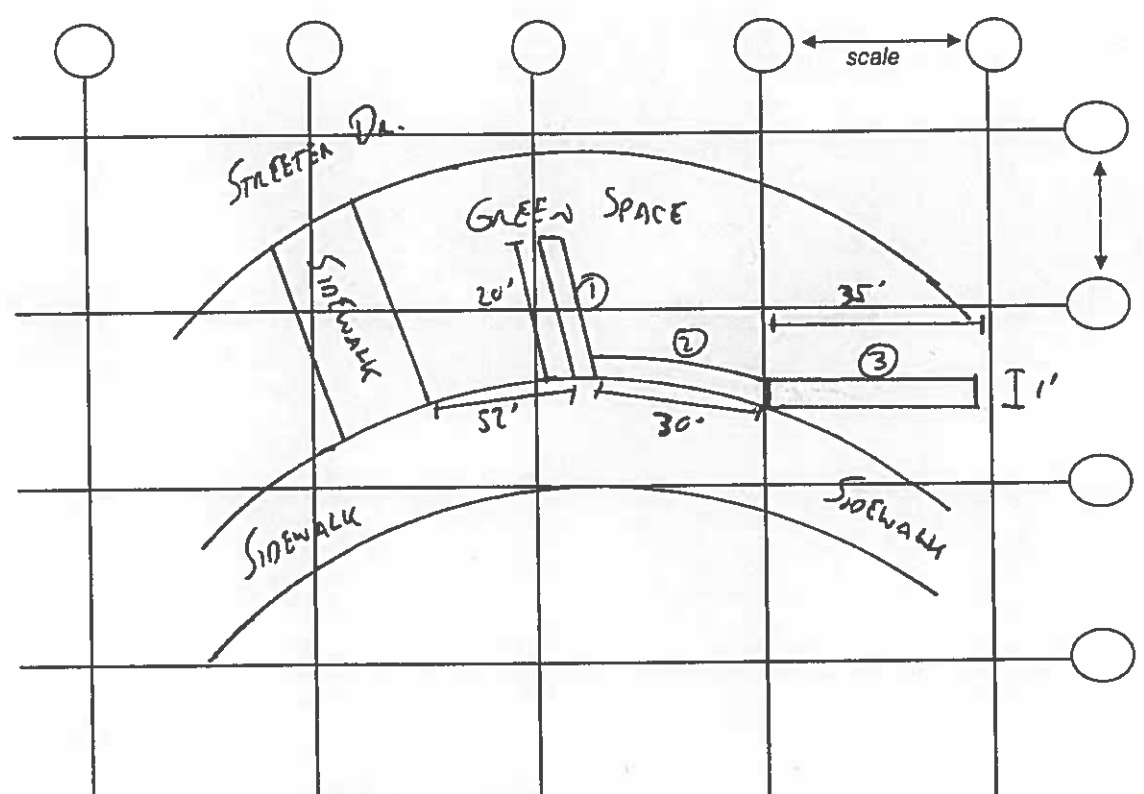 scale
STREETER DR.
GREEN SPACE
SIDEWALK
20'
①
35'
②
③
1'
52'
30'
SIDEWALK
SIDEWALK